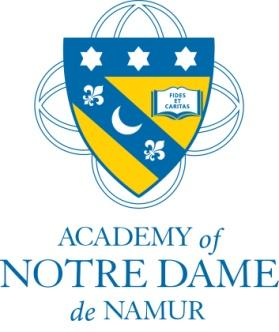 FIDES
ET
CARITAS
ACADEMY of
NOTRE DAME
de NAMUR